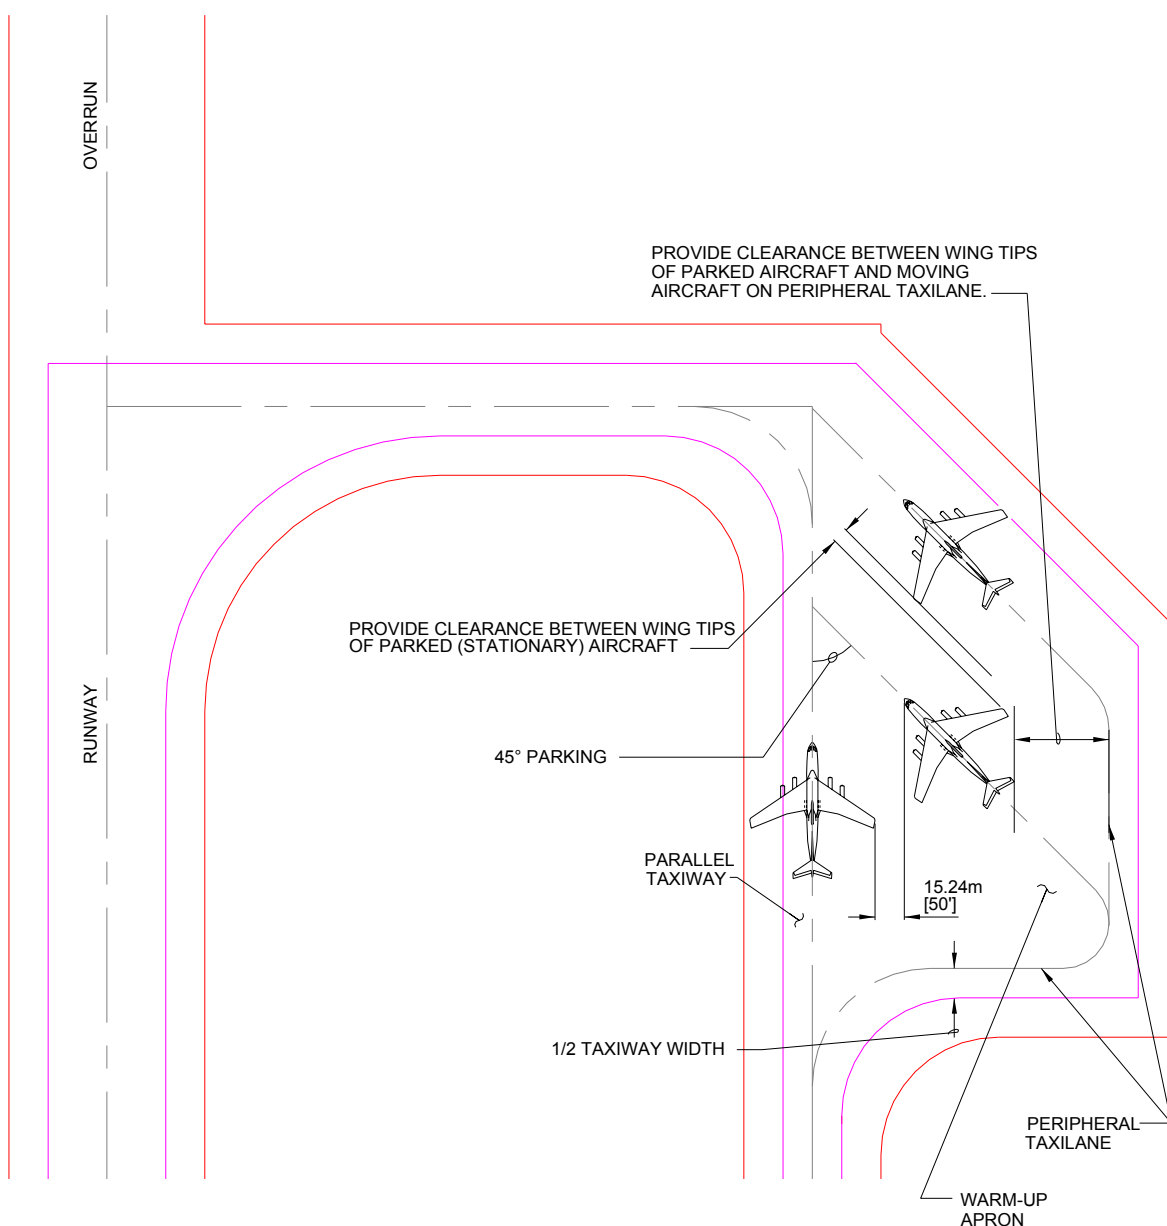 OVERRUN
PROVIDE CLEARANCE BETWEEN WING TIPS
OF PARKED AIRCRAFT AND MOVING
AIRCRAFT ON PERIPHERAL TAXILANE.
PROVIDE CLEARANCE BETWEEN WING TIPS
OF PARKED (STATIONARY) AIRCRAFT
RUNWAY
45° PARKING
PARALLEL
TAXIWAY
15.24m
[50']
1/2 TAXIWAY WIDTH
PERIPHERAL
TAXILANE
WARM-UP
APRON